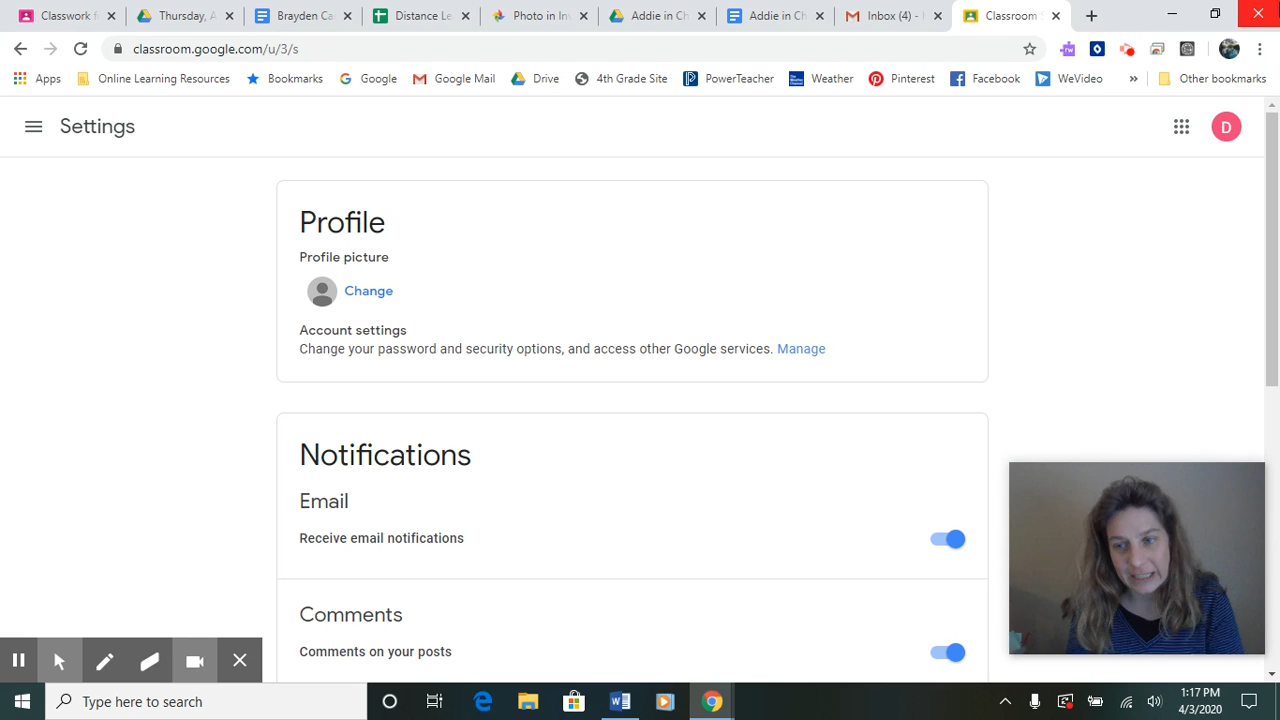 Classwork f
Thursday, A
Brayden Ca
Distance Le
Photo in Inv
Addie in Ch
Addie in Ch
Inbox (4) -
Classroom S
classroom.google.com/u/3/s
Apps
Online Learning Resources
Bookmarks
Google
Google Mail
Drive
4th Grade Site
PowerTeacher
Weather
Pinterest
Facebook
WeVideo
»
Other bookmarks
Settings
D
Profile
Profile picture
Change
Account settings
Change your password and security options, and access other Google services. Manage
Notifications
Email
Receive email notifications
Comments
Comments on your posts
Type here to search
1:17 PM
4/3/2020